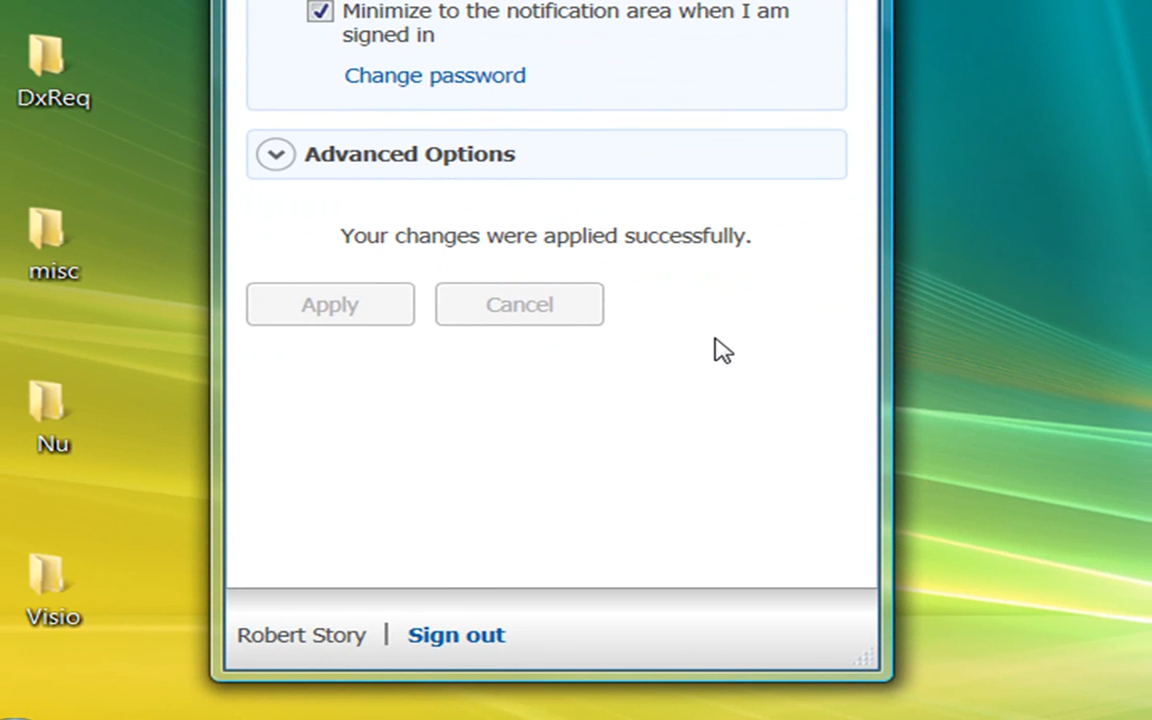 Minimize to the notification area when I am
signed in
Change password
DxReq
Advanced Options
Your changes were applied successfully.
misc
Apply
Cancel
Nu
Visio
Robert Story | Sign out